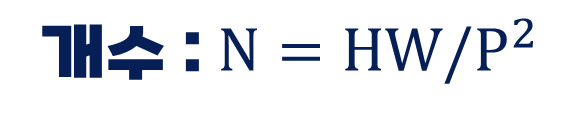 개수 : N = HW/P²